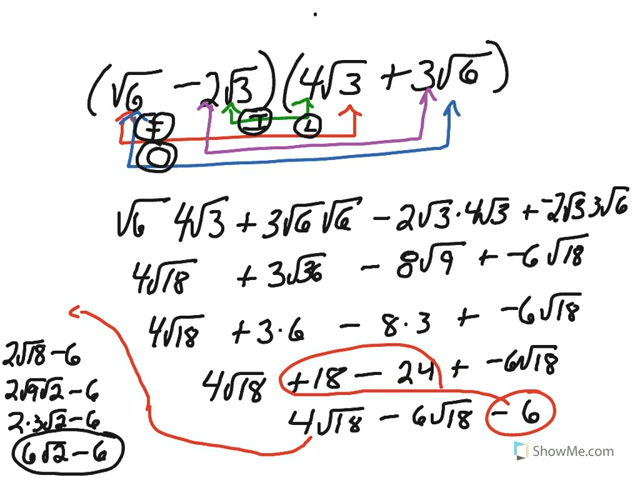 (√6 − 2√3)(4√3 + 3√6)
F I L
O
√6 4√3 + 3√6 √6 − 2√3 · 4√3 + −2√3 3√6
4√18 + 3√36 − 8√9 + −6√18
4√18 + 3·6 − 8·3 + −6√18
4√18 + 18 − 24 + −6√18
4√18 − 6√18 − 6
2√18 − 6
2√9√2 − 6
2·3√2 − 6
6√2 − 6
ShowMe.com